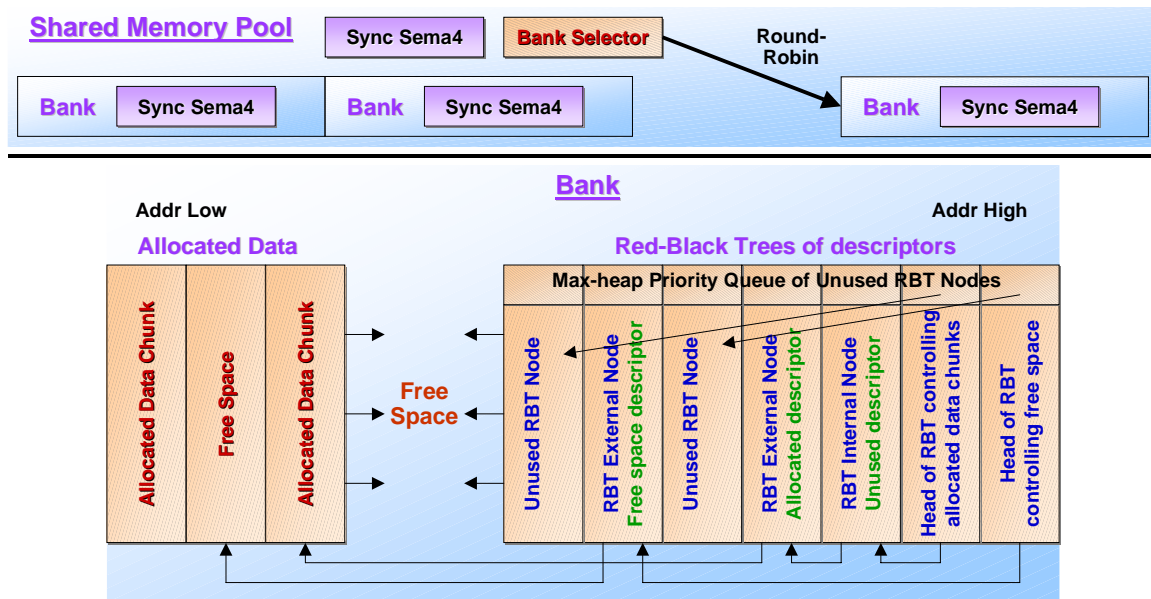 Shared Memory Pool
Sync Sema4
Bank Selector
Round-
Robin
Bank
Sync Sema4
Bank
Sync Sema4
Bank
Sync Sema4
Bank
Addr Low
Addr High
Allocated Data
Red-Black Trees of descriptors
Max-heap Priority Queue of Unused RBT Nodes
Allocated Data Chunk
Free Space
Allocated Data Chunk
Free
Space
Unused RBT Node
RBT External Node
Free space descriptor
Unused RBT Node
RBT External Node
Allocated descriptor
RBT Internal Node
Unused descriptor
Head of RBT controlling
allocated data chunks
Head of RBT
controlling free space